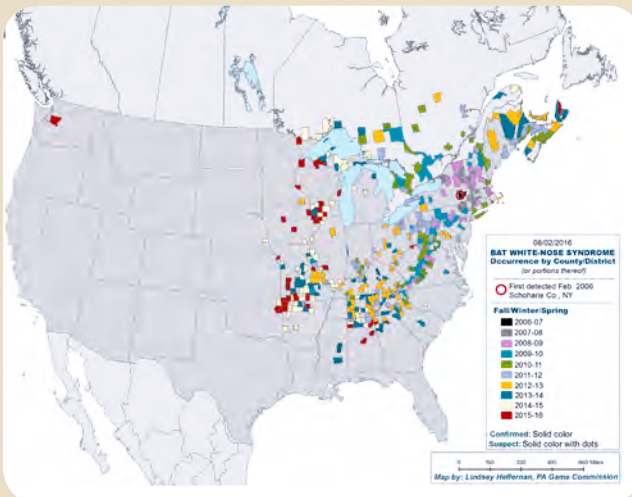 08/02/2016
BAT WHITE-NOSE SYNDROME
Occurrence by County/District
(or portions thereof)
First detected Feb. 2006
Schoharie Co., NY
Fall/Winter/Spring
2006-07
2007-08
2008-09
2009-10
2010-11
2011-12
2012-13
2013-14
2014-15
2015-16
Confirmed: Solid color
Suspect: Solid color with dots
Map by: Lindsey Heffernan, PA Game Commission